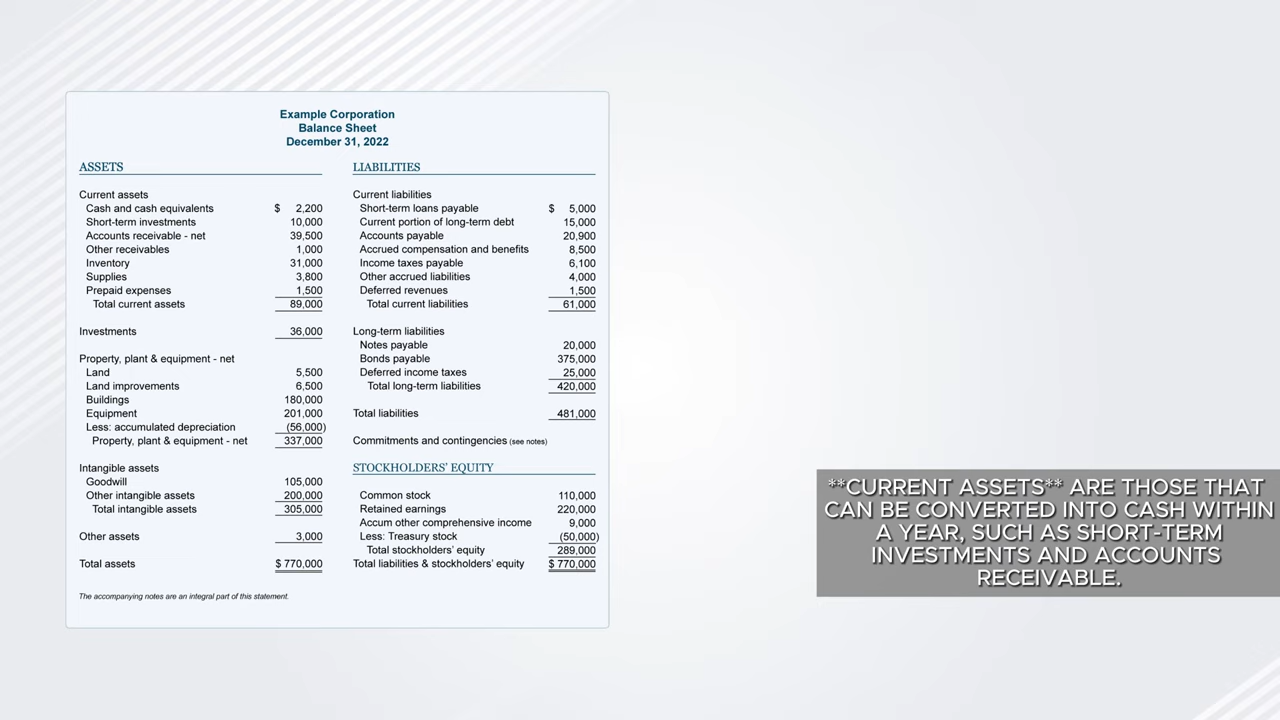 Example Corporation
Balance Sheet
December 31, 2022
ASSETS
Current assets
Cash and cash equivalents $ 2,200
Short-term investments 10,000
Accounts receivable - net 39,500
Other receivables 1,000
Inventory 31,000
Supplies 3,800
Prepaid expenses 1,500
Total current assets 89,000
Investments 36,000
Property, plant & equipment - net
Land 5,500
Land improvements 6,500
Buildings 180,000
Equipment 201,000
Less: accumulated depreciation (56,000)
Property, plant & equipment - net 337,000
Intangible assets
Goodwill 105,000
Other intangible assets 200,000
Total intangible assets 305,000
Other assets 3,000
Total assets $ 770,000
The accompanying notes are an integral part of this statement.
LIABILITIES
Current liabilities
Short-term loans payable $ 5,000
Current portion of long-term debt 15,000
Accounts payable 20,900
Accrued compensation and benefits 8,500
Income taxes payable 6,100
Other accrued liabilities 4,000
Deferred revenues 1,500
Total current liabilities 61,000
Long-term liabilities
Notes payable 20,000
Bonds payable 375,000
Deferred income taxes 25,000
Total long-term liabilities 420,000
Total liabilities 481,000
Commitments and contingencies (see notes)
STOCKHOLDERS' EQUITY
Common stock 110,000
Retained earnings 220,000
Accum other comprehensive income 9,000
Less: Treasury stock (50,000)
Total stockholders' equity 289,000
Total liabilities & stockholders' equity $ 770,000
**CURRENT ASSETS** ARE THOSE THAT
CAN BE CONVERTED INTO CASH WITHIN
A YEAR, SUCH AS SHORT-TERM
INVESTMENTS AND ACCOUNTS
RECEIVABLE.